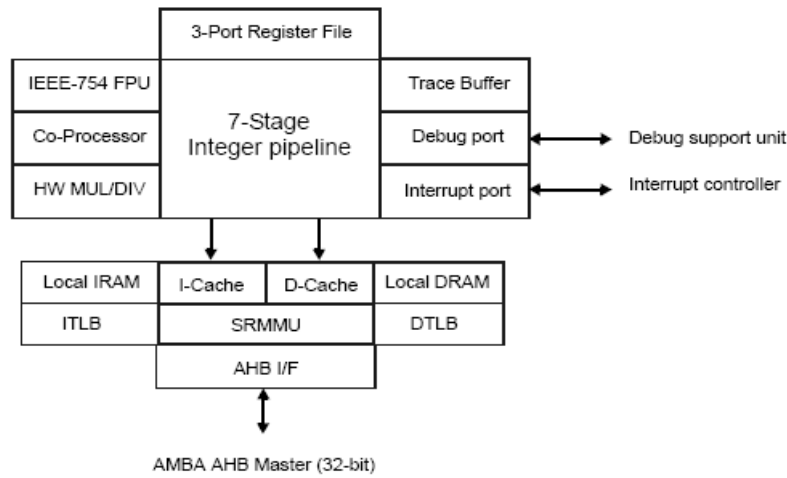 3-Port Register File
IEEE-754 FPU
Trace Buffer
7-Stage
Integer pipeline
Co-Processor
Debug port
Debug support unit
HW MUL/DIV
Interrupt port
Interrupt controller
Local IRAM
I-Cache
D-Cache
Local DRAM
ITLB
SRMMU
DTLB
AHB I/F
AMBA AHB Master (32-bit)